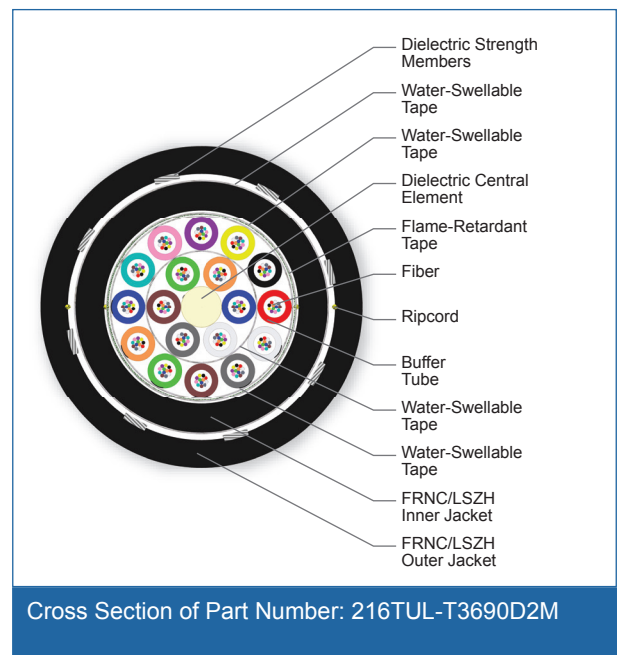 Dielectric Strength
Members
Water-Swellable
Tape
Water-Swellable
Tape
Dielectric Central
Element
Flame-Retardant
Tape
Fiber
Ripcord
Buffer
Tube
Water-Swellable
Tape
Water-Swellable
Tape
FRNC/LSZH
Inner Jacket
FRNC/LSZH
Outer Jacket
Cross Section of Part Number: 216TUL-T3690D2M